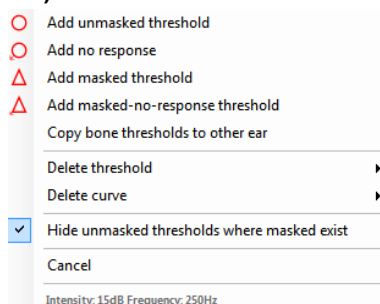 Add unmasked threshold
Add no response
Add masked threshold
Add masked-no-response threshold
Copy bone thresholds to other ear
Delete threshold
Delete curve
Hide unmasked thresholds where masked exist
Cancel
Intensity: 15dB Frequency: 250Hz